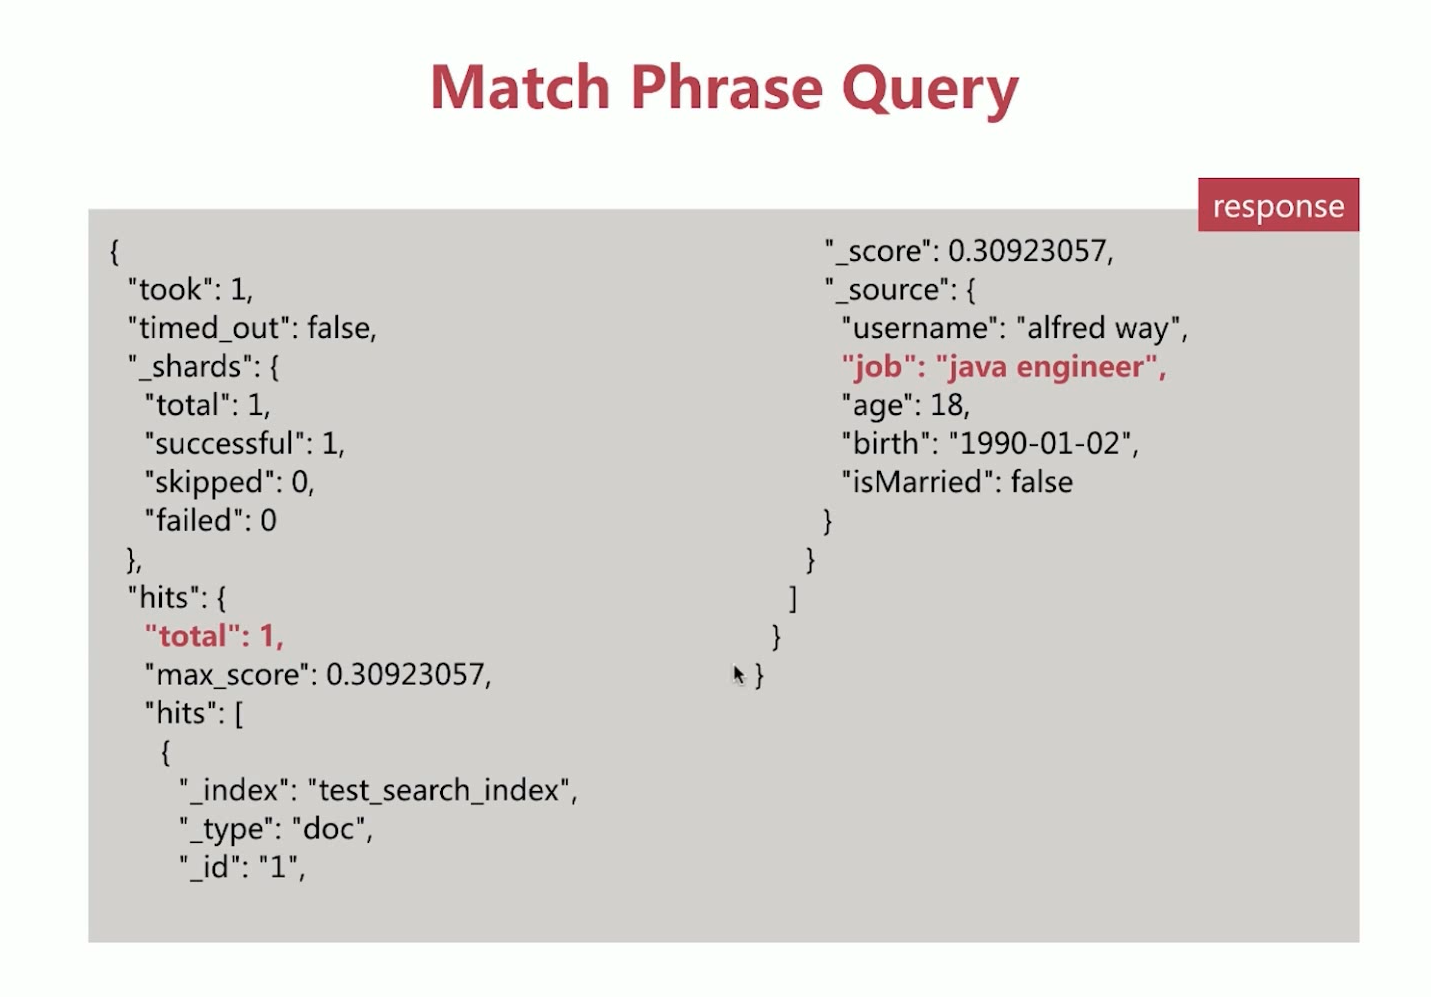 Match Phrase Query
response
{
"took": 1,
"timed_out": false,
"_shards": {
"total": 1,
"successful": 1,
"skipped": 0,
"failed": 0
},
"hits": {
"total": 1,
"max_score": 0.30923057,
"hits": [
{
"_index": "test_search_index",
"_type": "doc",
"_id": "1",
"_score": 0.30923057,
"_source": {
"username": "alfred way",
"job": "java engineer",
"age": 18,
"birth": "1990-01-02",
"isMarried": false
}
}
]
}
}